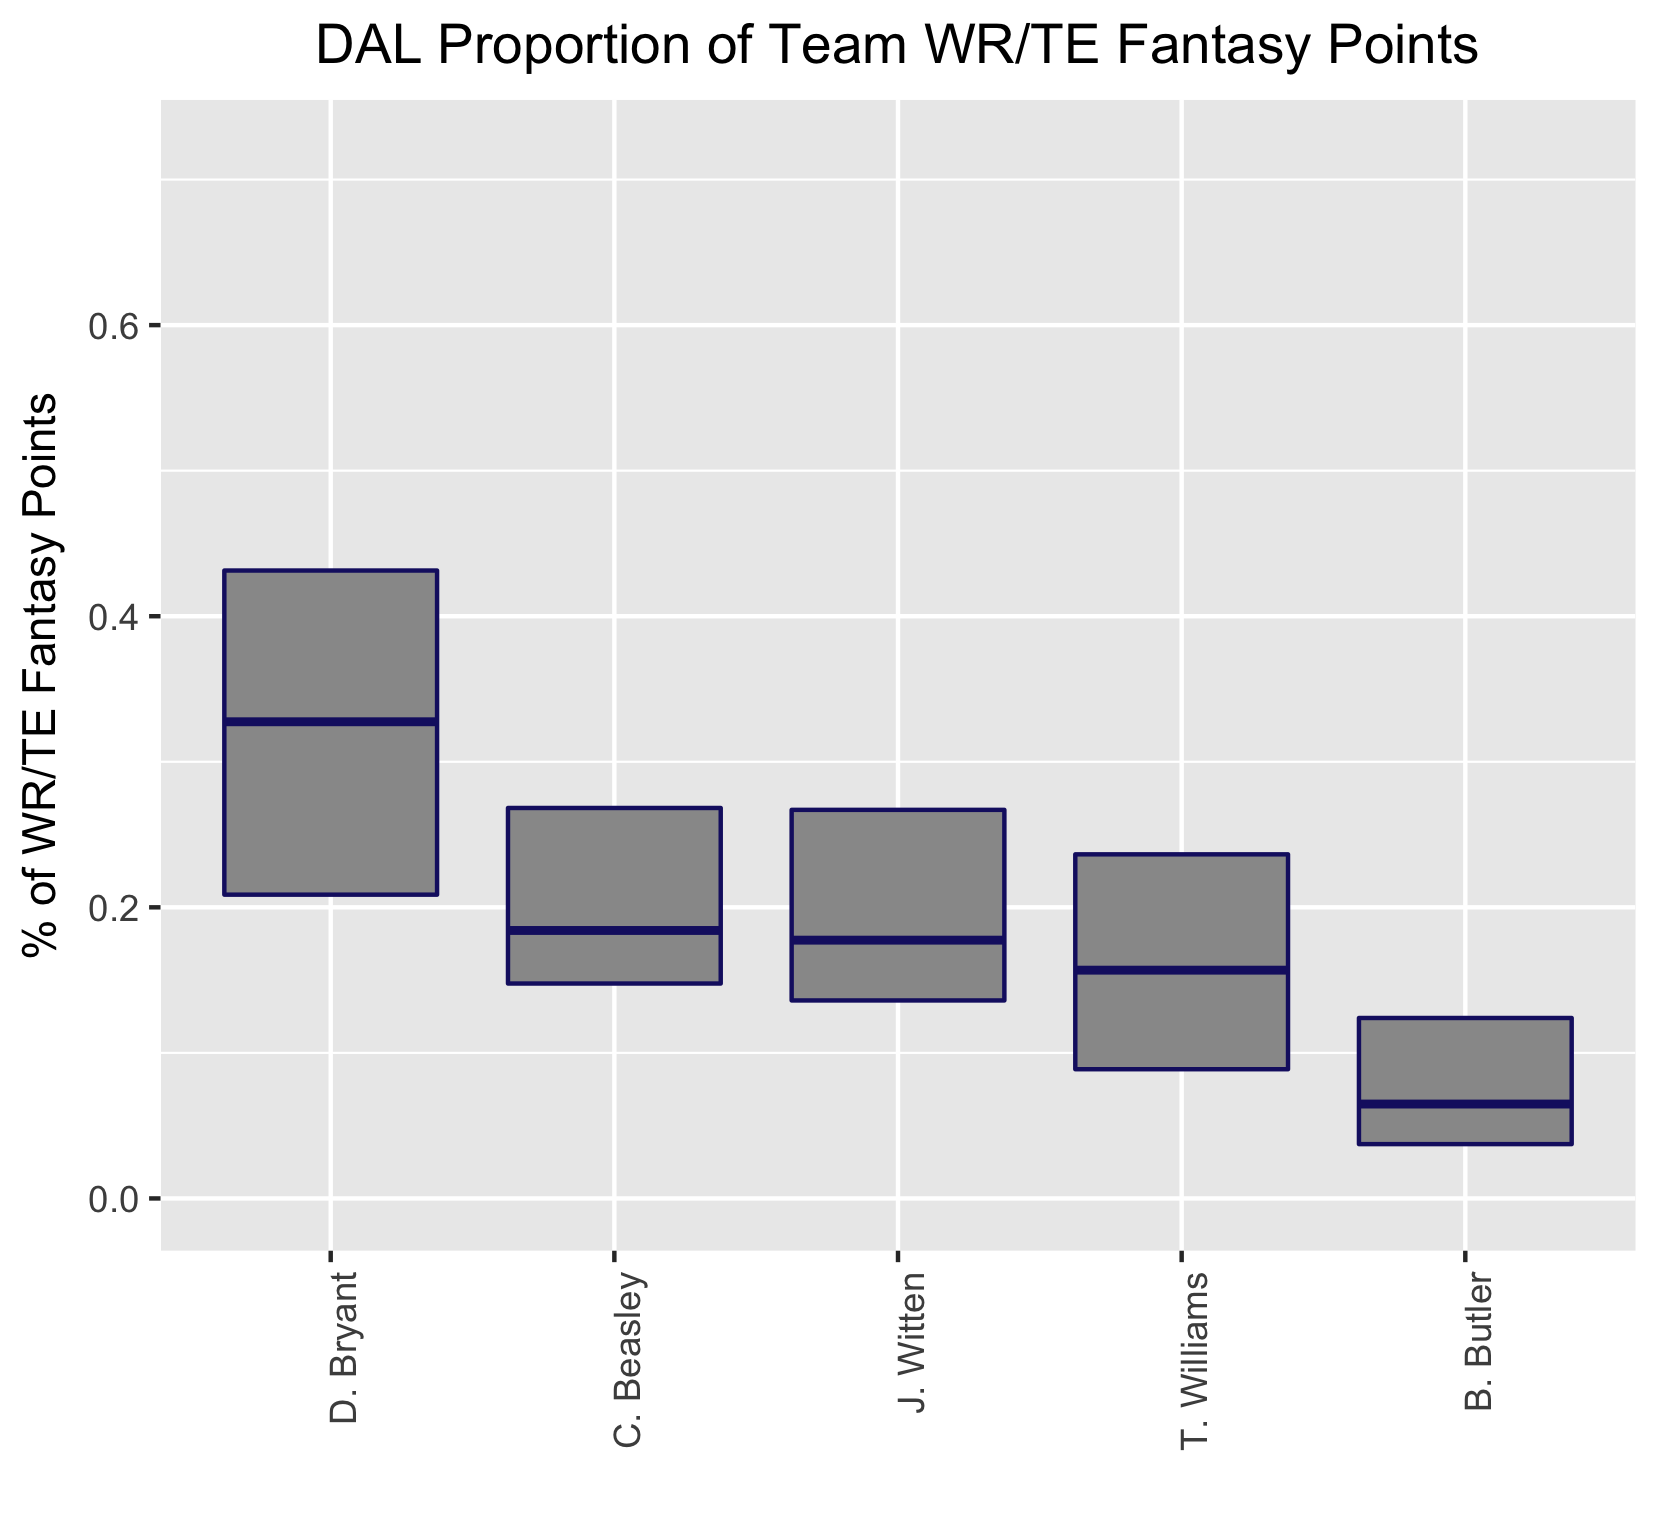 DAL Proportion of Team WR/TE Fantasy Points
% of WR/TE Fantasy Points
0.6
0.4
0.2
0.0
D. Bryant
C. Beasley
J. Witten
T. Williams
B. Butler